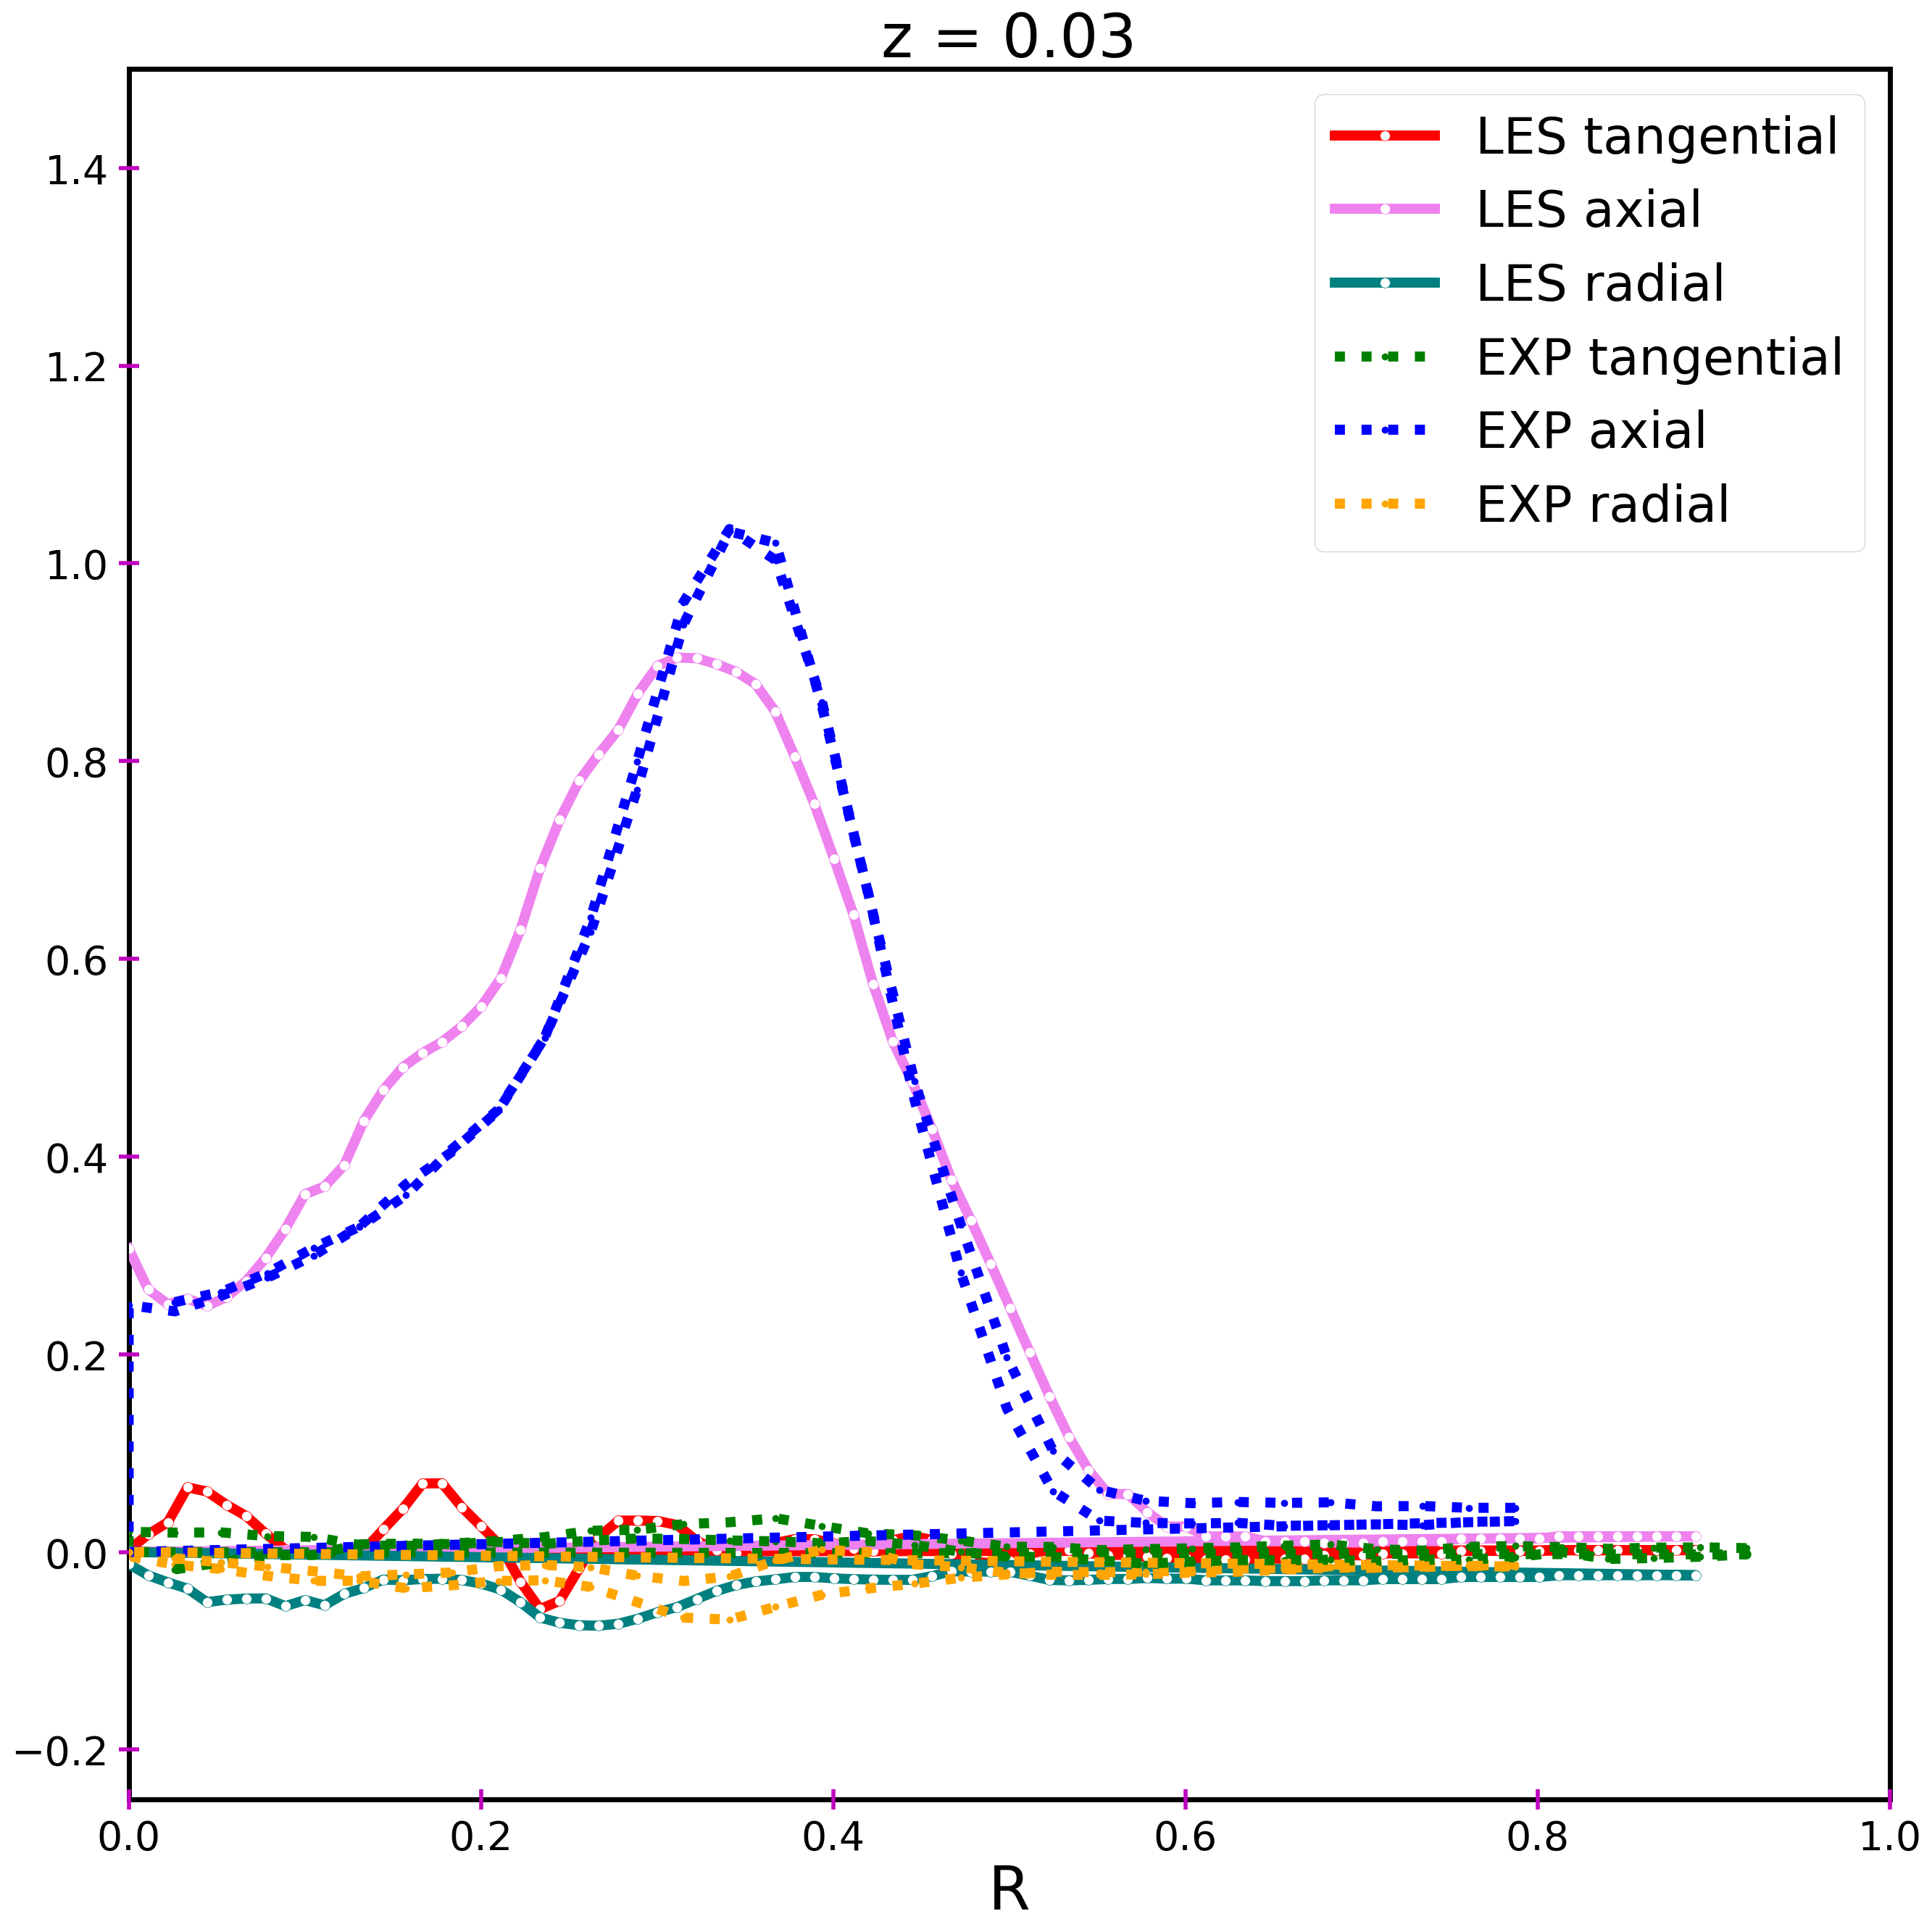 z = 0.03
LES tangential
LES axial
LES radial
EXP tangential
EXP axial
EXP radial
1.4
1.2
1.0
0.8
0.6
0.4
0.2
0.0
−0.2
0.0 0.2 0.4 0.6 0.8 1.0
R